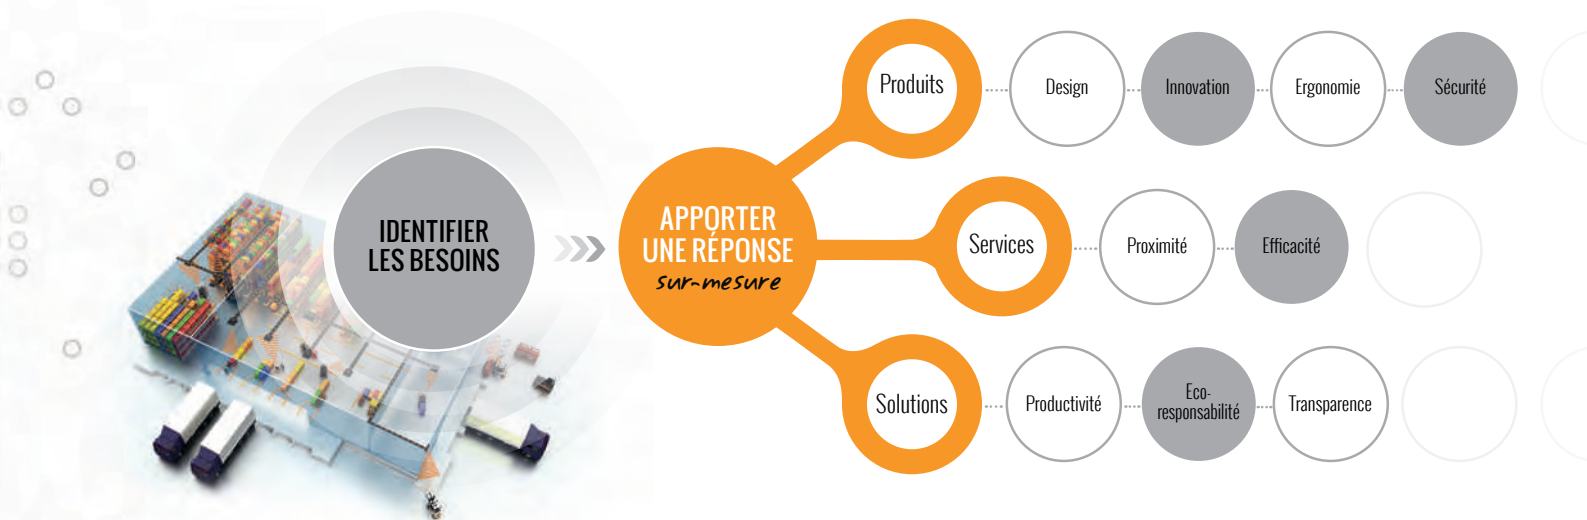 IDENTIFIER
LES BESOINS
APPORTER
UNE RÉPONSE
sur-mesure
Produits
Design
Innovation
Ergonomie
Sécurité
Services
Proximité
Efficacité
Solutions
Productivité
Eco-
responsabilité
Transparence